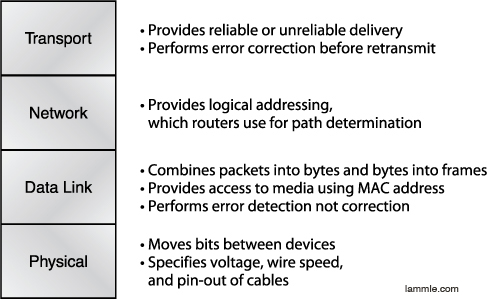 Transport
• Provides reliable or unreliable delivery
• Performs error correction before retransmit
Network
• Provides logical addressing,
which routers use for path determination
Data Link
• Combines packets into bytes and bytes into frames
• Provides access to media using MAC address
• Performs error detection not correction
Physical
• Moves bits between devices
• Specifies voltage, wire speed,
and pin-out of cables
lammle.com